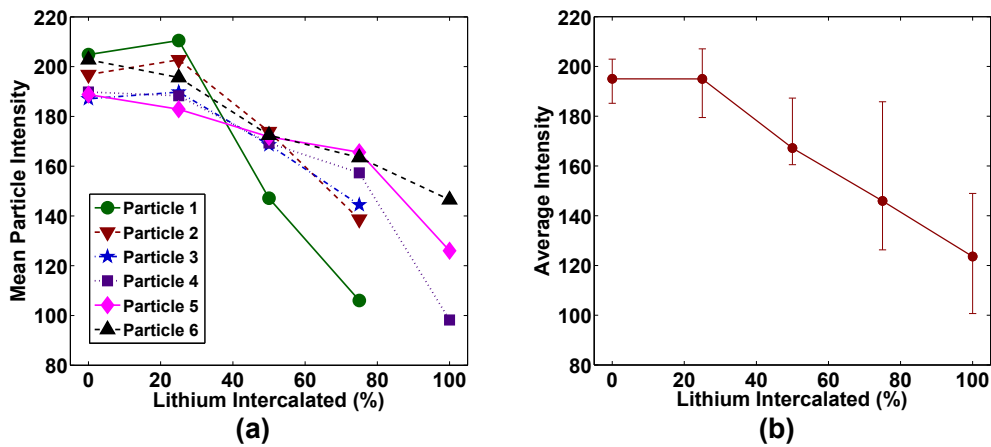 220
200
180
160
140
120
100
80
Mean Particle Intensity
Particle 1
Particle 2
Particle 3
Particle 4
Particle 5
Particle 6
0 20 40 60 80 100
Lithium Intercalated (%)
(a)
220
200
180
160
140
120
100
80
Average Intensity
0 20 40 60 80 100
Lithium Intercalated (%)
(b)